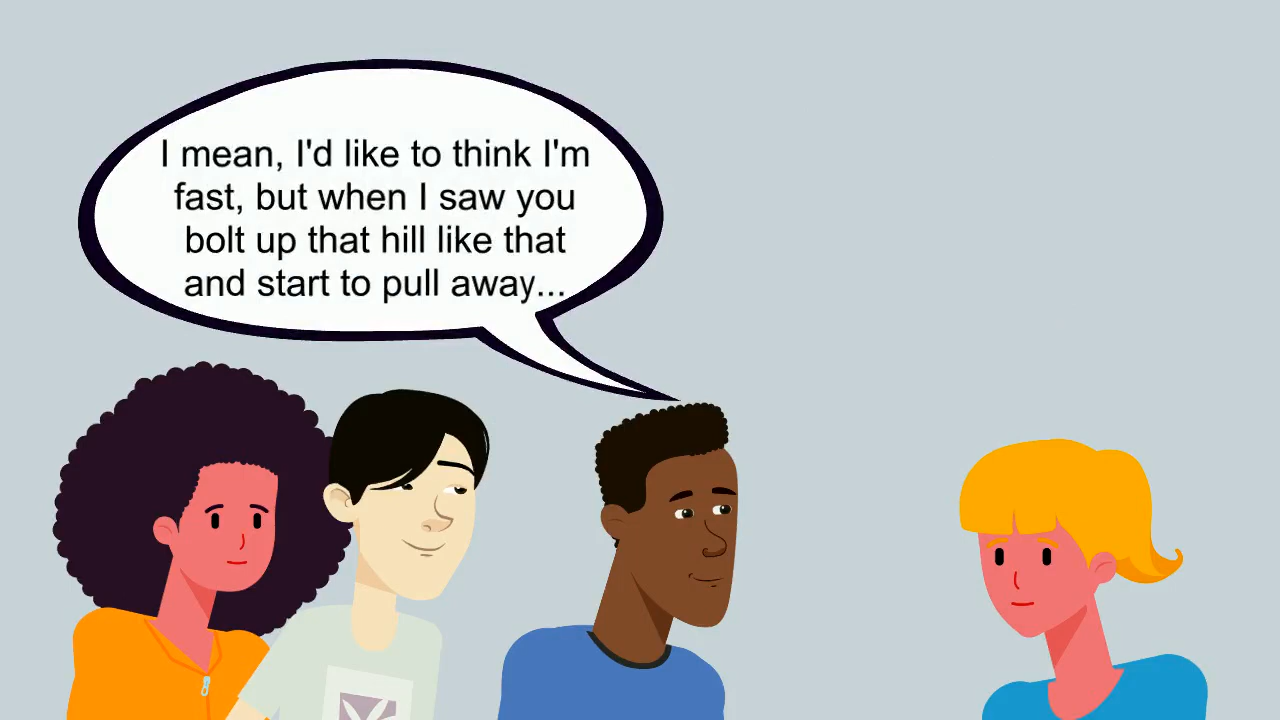 I mean, I'd like to think I'm
fast, but when I saw you
bolt up that hill like that
and start to pull away...